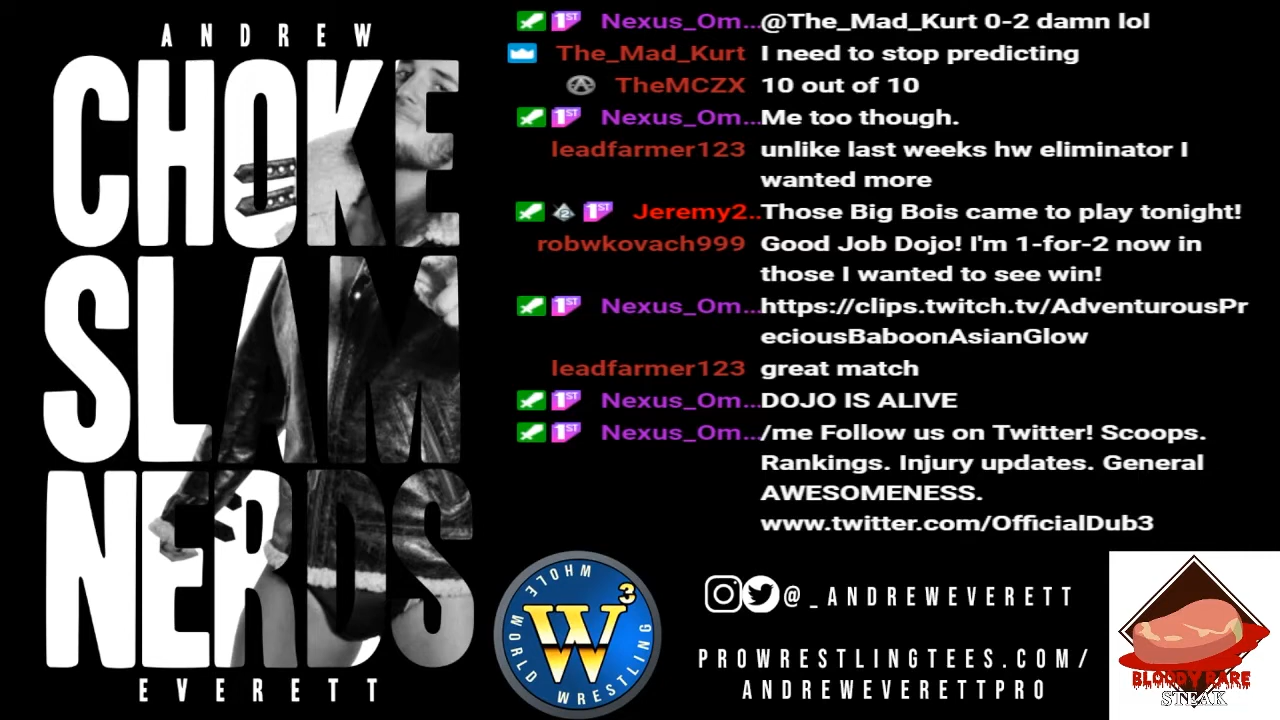 ANDREW
CHOKE
SLAM
NERDS
EVERETT
Nexus_Om... @The_Mad_Kurt 0-2 damn lol
The_Mad_Kurt I need to stop predicting
TheMCZX 10 out of 10
Nexus_Om... Me too though.
leadfarmer123 unlike last weeks hw eliminator I
wanted more
Jeremy2.. Those Big Bois came to play tonight!
robwkovach999 Good Job Dojo! I'm 1-for-2 now in
those I wanted to see win!
Nexus_Om... https://clips.twitch.tv/AdventurousPr
eciousBaboonAsianGlow
leadfarmer123 great match
Nexus_Om... DOJO IS ALIVE
Nexus_Om... /me Follow us on Twitter! Scoops.
Rankings. Injury updates. General
AWESOMENESS.
www.twitter.com/OfficialDub3
WHOLE
W3
WORLD WRESTLING
@_ANDREWEVERETT
PROWRESTLINGTEES.COM/
ANDREWEVERETTPRO
BLOODY RARE
STEAK